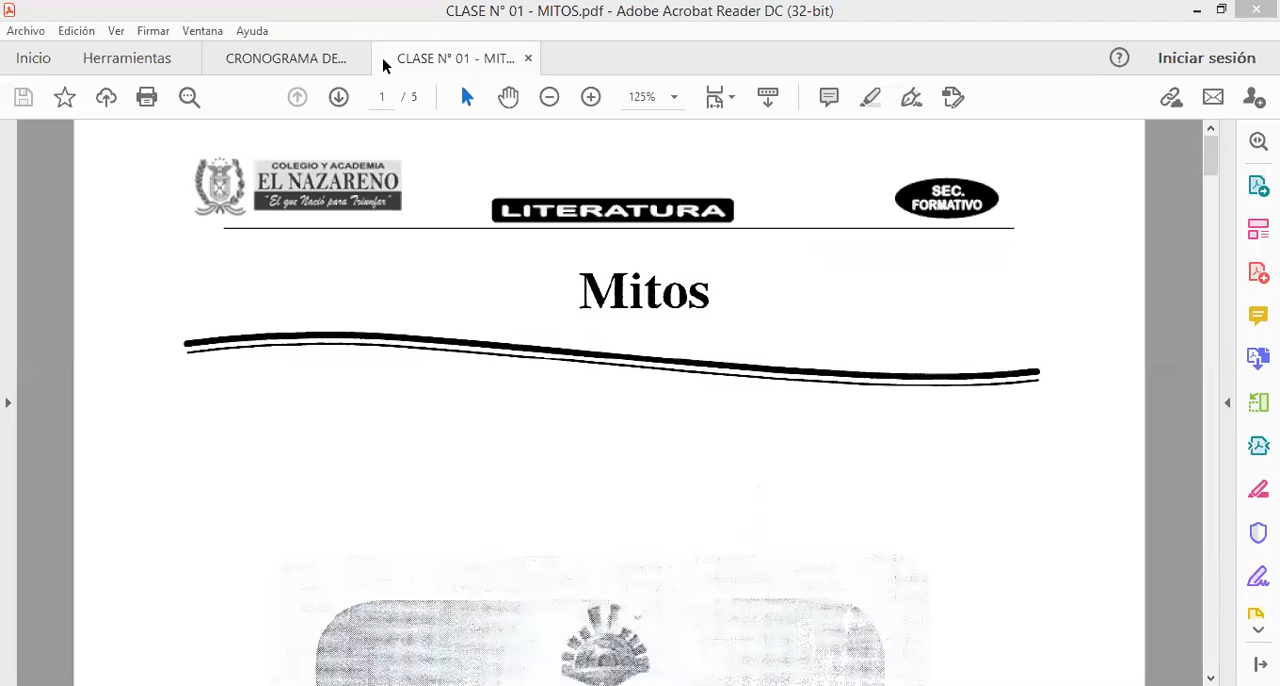 CLASE N° 01 - MITOS.pdf - Adobe Acrobat Reader DC (32-bit)
Archivo Edición Ver Firmar Ventana Ayuda
Inicio Herramientas CRONOGRAMA DE... CLASE N° 01 - MIT... × Iniciar sesión
1 / 5 125%
COLEGIO Y ACADEMIA
EL NAZARENO
"El que Nació para Triunfar"
LITERATURA
SEC.
FORMATIVO
Mitos